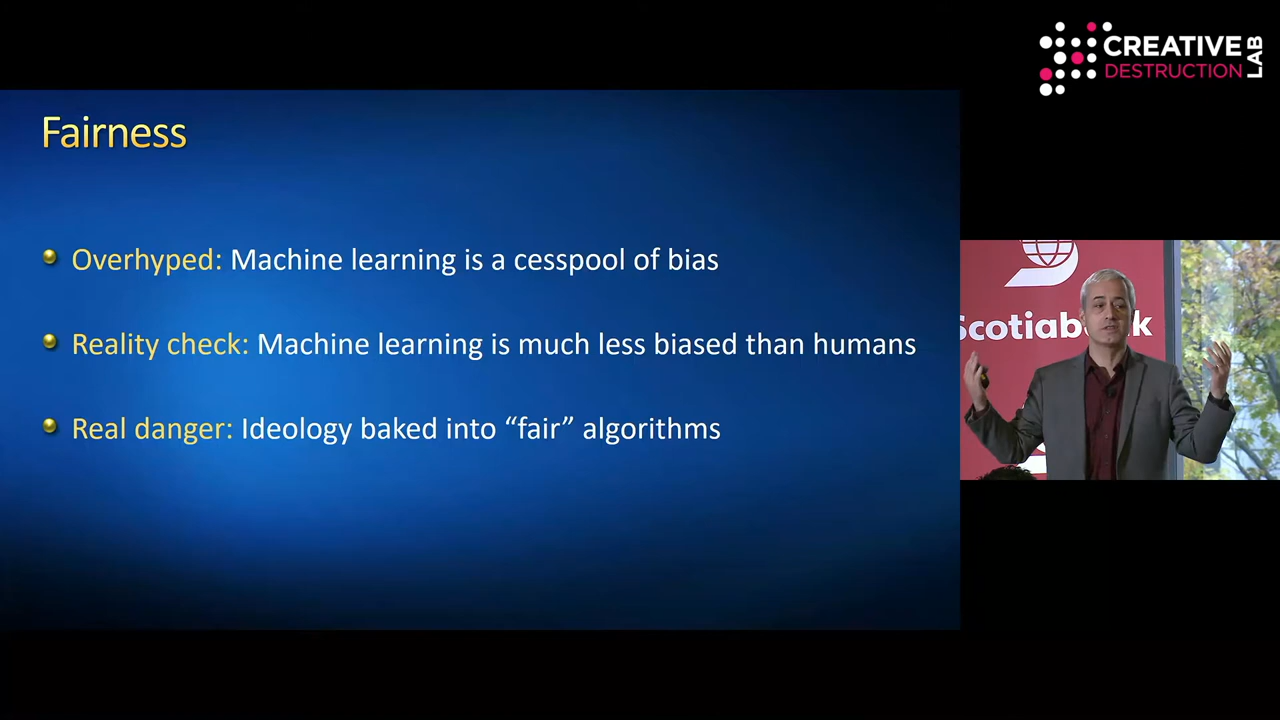 CREATIVE
DESTRUCTION
LAB
Fairness
Overhyped: Machine learning is a cesspool of bias
Reality check: Machine learning is much less biased than humans
Real danger: Ideology baked into “fair” algorithms